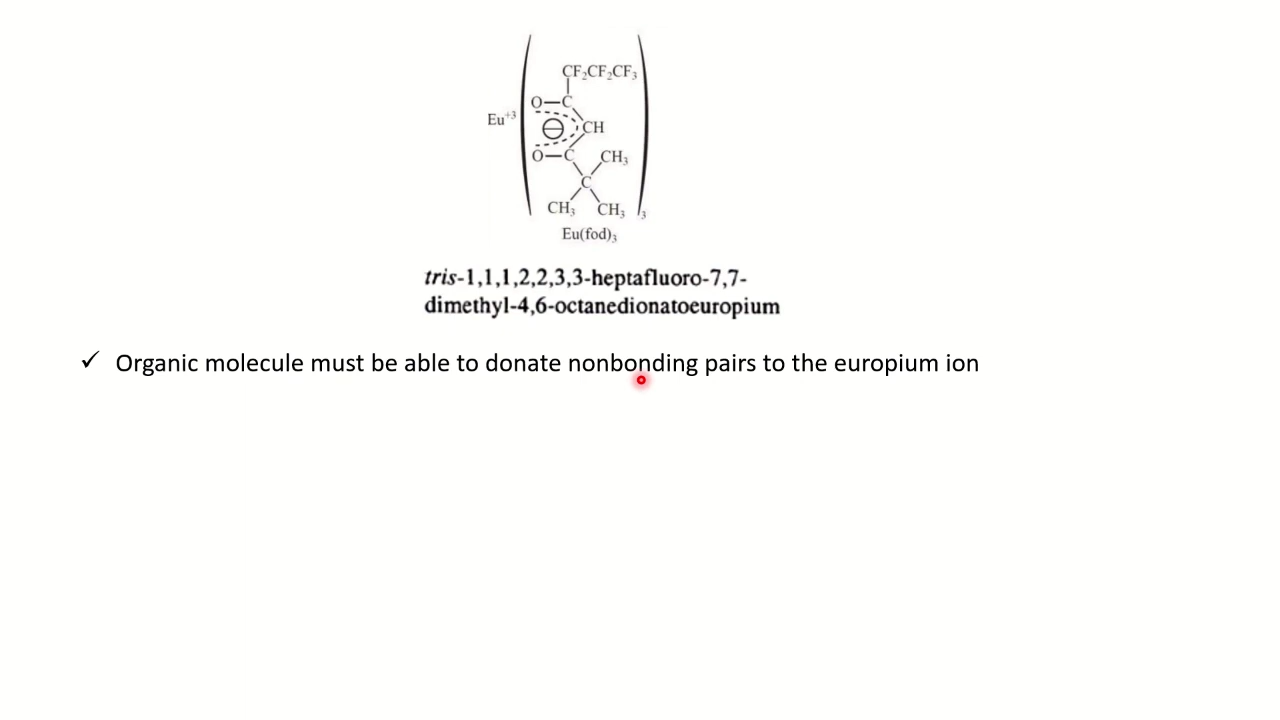 CF₂CF₂CF₃
O—C
Eu⁺³
CH
O—C
CH₃
C
CH₃
CH₃
3
Eu(fod)₃
tris-1,1,1,2,2,3,3-heptafluoro-7,7-
dimethyl-4,6-octanedionatoeuropium
✓ Organic molecule must be able to donate nonbonding pairs to the europium ion